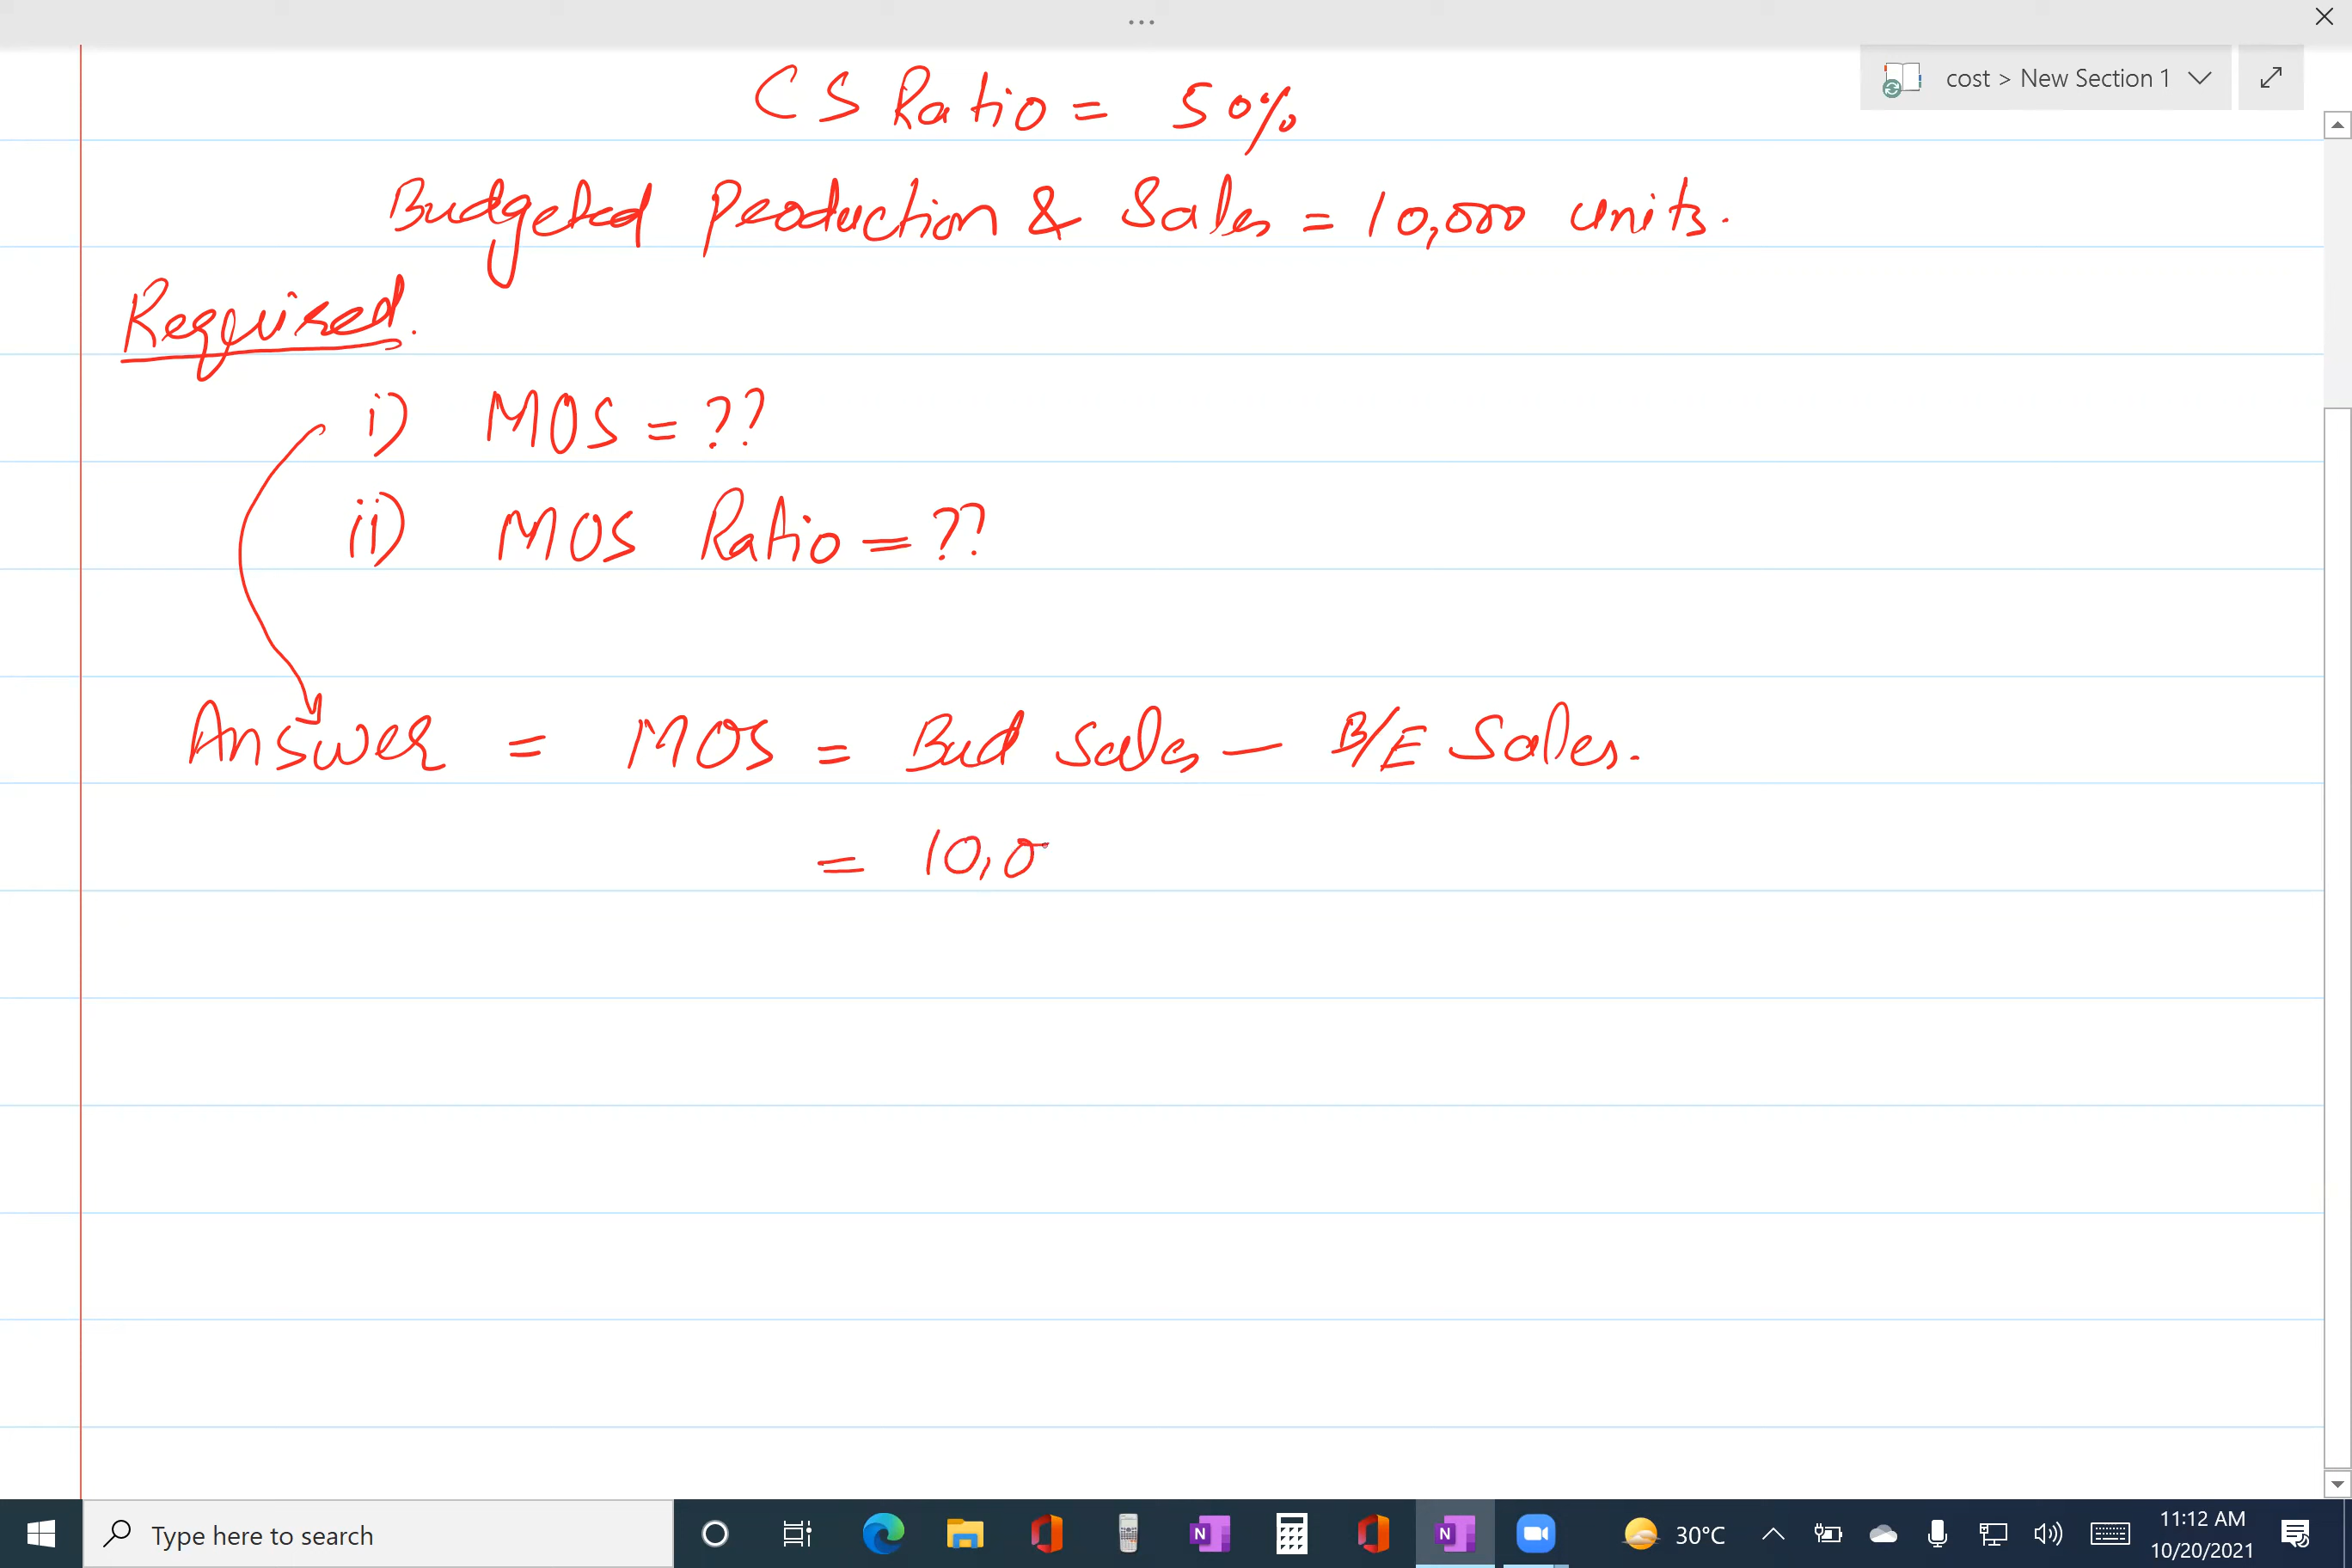 cost > New Section 1
CS Ratio = 50%
Budgeted Production & Sales = 10,000 units.
Required.
i) MOS = ??
ii) MOS Ratio = ??
Answer = MOS = Bud Sales — B/E Sales.
= 10,0
Type here to search
30°C
11:12 AM
10/20/2021